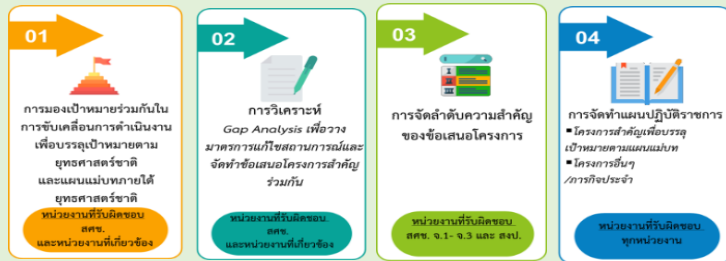 01
การมองเป้าหมายร่วมกันใน
การขับเคลื่อนการดำเนินงาน
เพื่อบรรลุเป้าหมายตาม
ยุทธศาสตร์ชาติ
และแผนแม่บทภายใต้
ยุทธศาสตร์ชาติ
หน่วยงานที่รับผิดชอบ
สศช.
และหน่วยงานที่เกี่ยวข้อง
02
การวิเคราะห์
Gap Analysis เพื่อวาง
มาตรการแก้ไขสถานการณ์และ
จัดทำข้อเสนอโครงการสำคัญ
ร่วมกัน
หน่วยงานที่รับผิดชอบ
สศช.
และหน่วยงานที่เกี่ยวข้อง
03
การจัดลำดับความสำคัญ
ของข้อเสนอโครงการ
หน่วยงานที่รับผิดชอบ
สศช. จ.1- จ.3 และ สงป.
04
การจัดทำแผนปฏิบัติราชการ
▪โครงการสำคัญเพื่อบรรลุ
เป้าหมายตามแผนแม่บท
▪โครงการอื่นๆ
/ภารกิจประจำ
หน่วยงานที่รับผิดชอบ
ทุกหน่วยงาน